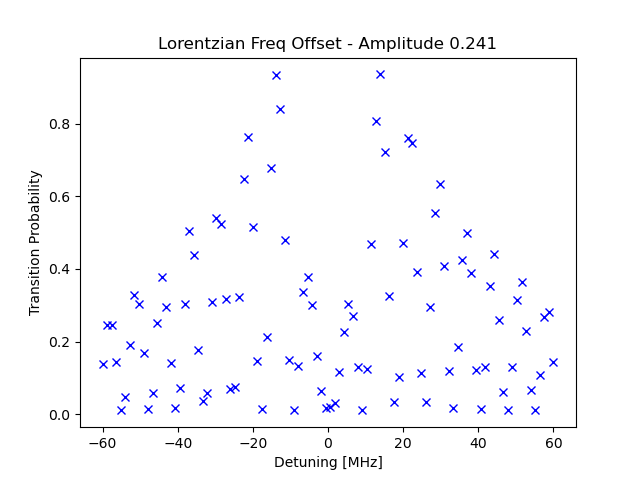 Lorentzian Freq Offset - Amplitude 0.241
Transition Probability
0.8
0.6
0.4
0.2
0.0
−60 −40 −20 0 20 40 60
Detuning [MHz]